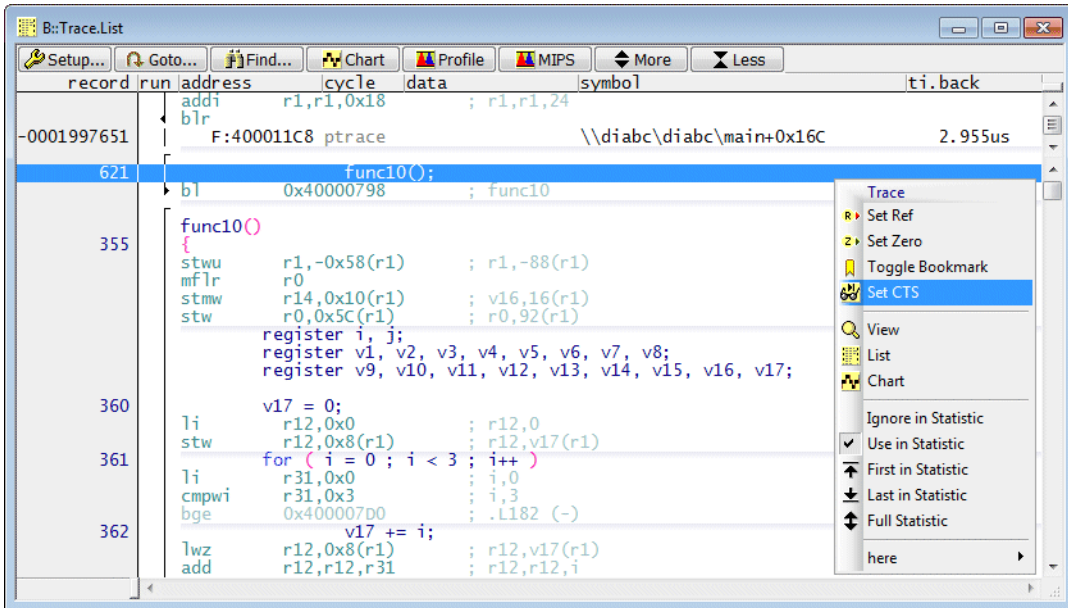 B::Trace.List
Setup... Goto... Find... Chart Profile MIPS More Less
record run address cycle data symbol ti.back
addi r1,r1,0x18 ; r1,r1,24
blr
-0001997651 F:400011C8 ptrace \\diabc\diabc\main+0x16C 2.955us
621 func10();
bl 0x40000798 ; func10
func10()
355 {
stwu r1,-0x58(r1) ; r1,-88(r1)
mflr r0
stmw r14,0x10(r1) ; v16,16(r1)
stw r0,0x5C(r1) ; r0,92(r1)
register i, j;
register v1, v2, v3, v4, v5, v6, v7, v8;
register v9, v10, v11, v12, v13, v14, v15, v16, v17;
360 v17 = 0;
li r12,0x0 ; r12,0
stw r12,0x8(r1) ; r12,v17(r1)
361 for ( i = 0 ; i < 3 ; i++ )
li r31,0x0 ; i,0
cmpwi r31,0x3 ; i,3
bge 0x400007D0 ; .L182 (-)
362 v17 += i;
lwz r12,0x8(r1) ; r12,v17(r1)
add r12,r12,r31 ; r12,r12,i
Trace
R Set Ref
Z Set Zero
Toggle Bookmark
Set CTS
View
List
Chart
Ignore in Statistic
Use in Statistic
First in Statistic
Last in Statistic
Full Statistic
here